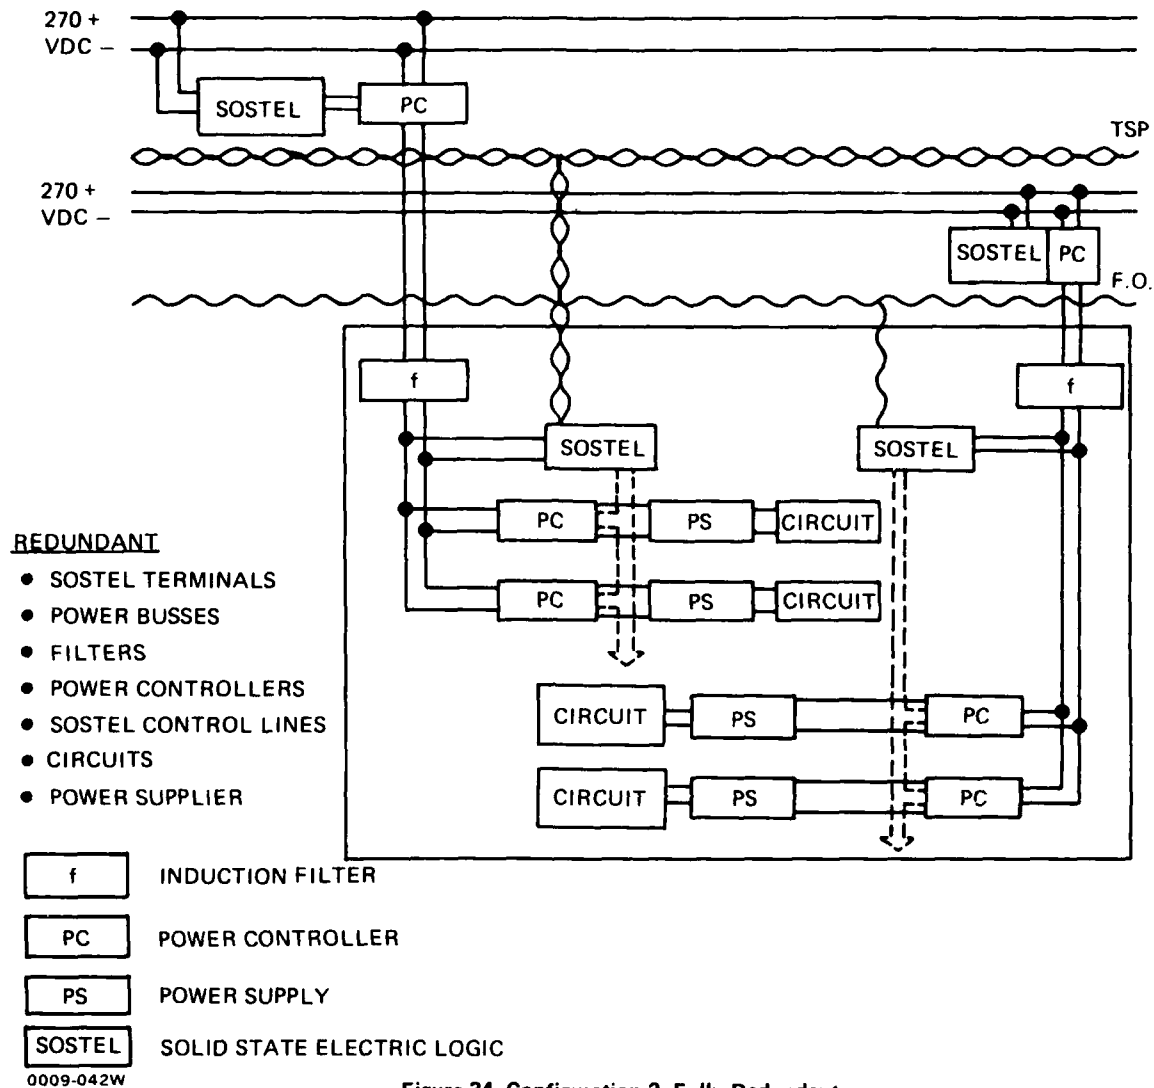 270 +
VDC –
SOSTEL
PC
TSP
270 +
VDC –
SOSTEL PC
F.O.
f
f
SOSTEL
SOSTEL
PC PS CIRCUIT
PC PS CIRCUIT
CIRCUIT PS PC
CIRCUIT PS PC
REDUNDANT
• SOSTEL TERMINALS
• POWER BUSSES
• FILTERS
• POWER CONTROLLERS
• SOSTEL CONTROL LINES
• CIRCUITS
• POWER SUPPLIER
f INDUCTION FILTER
PC POWER CONTROLLER
PS POWER SUPPLY
SOSTEL SOLID STATE ELECTRIC LOGIC
0009-042W